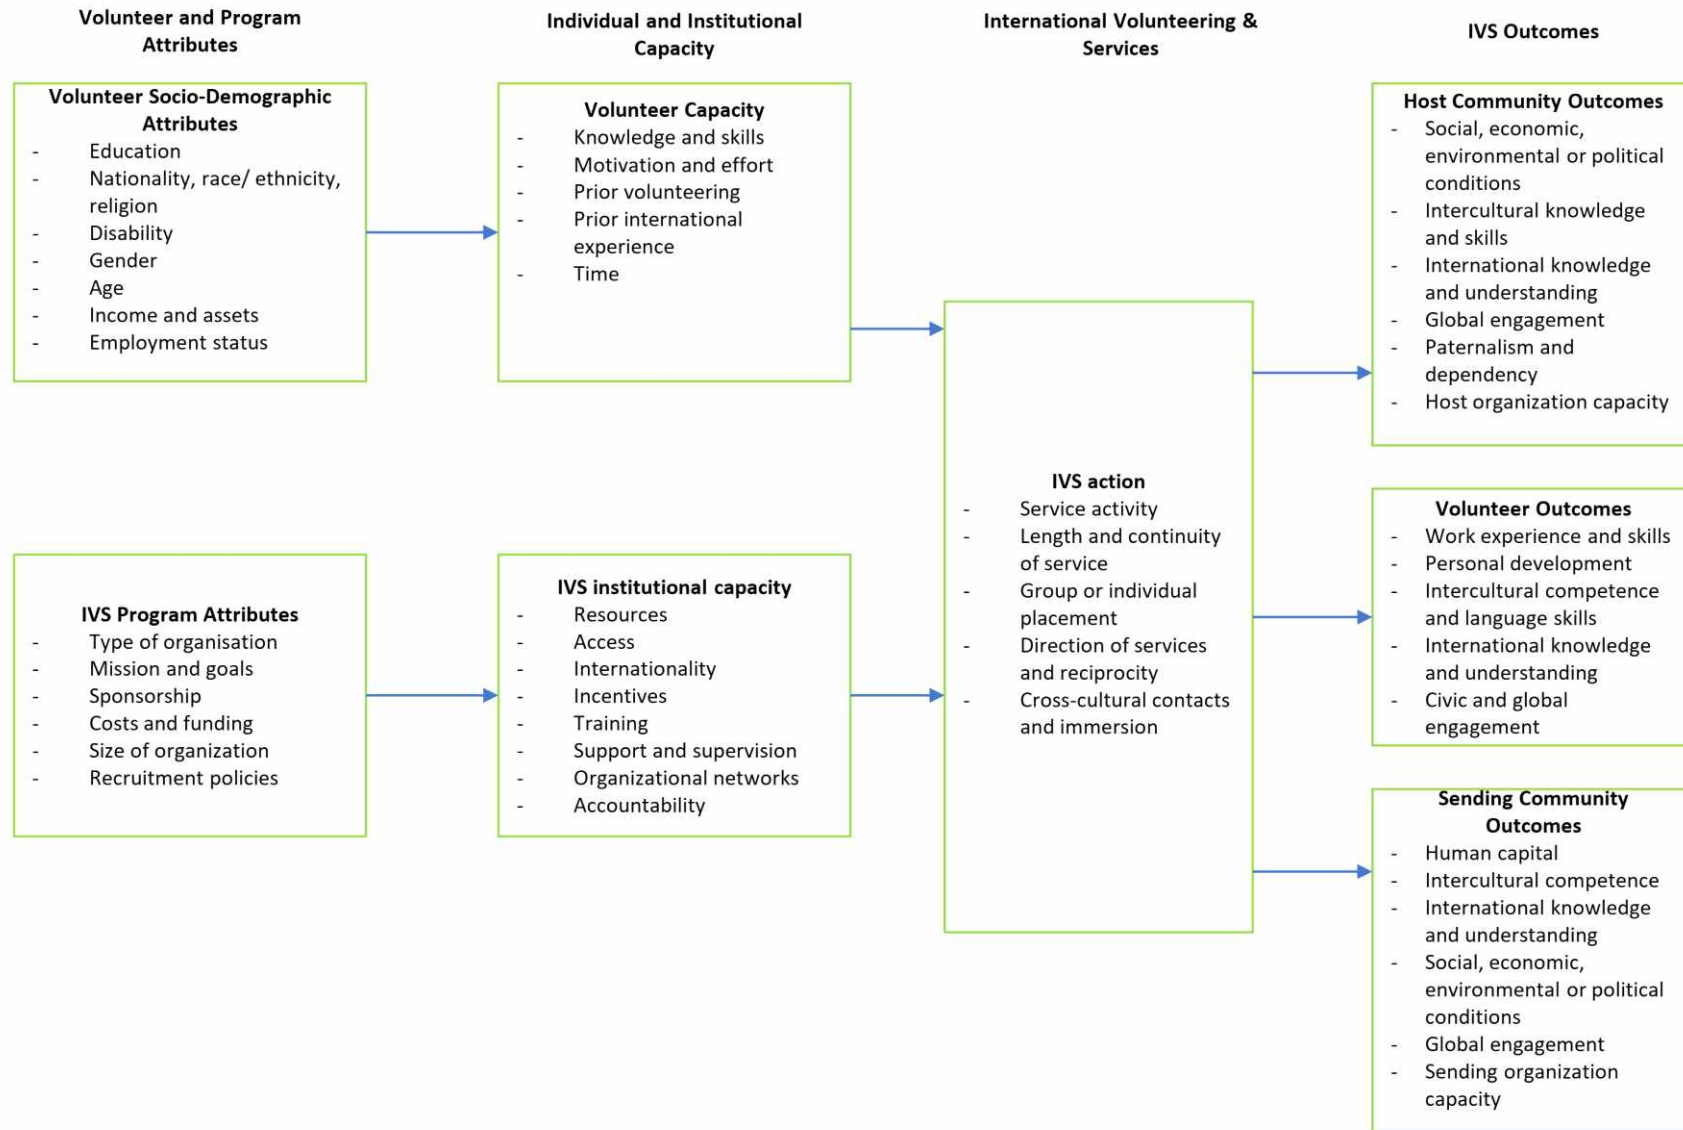 Volunteer and Program
Attributes
Individual and Institutional
Capacity
International Volunteering &
Services
IVS Outcomes
Volunteer Socio-Demographic
Attributes
- Education
- Nationality, race/ ethnicity,
religion
- Disability
- Gender
- Age
- Income and assets
- Employment status
Volunteer Capacity
- Knowledge and skills
- Motivation and effort
- Prior volunteering
- Prior international
experience
- Time
IVS Program Attributes
- Type of organisation
- Mission and goals
- Sponsorship
- Costs and funding
- Size of organization
- Recruitment policies
IVS institutional capacity
- Resources
- Access
- Internationality
- Incentives
- Training
- Support and supervision
- Organizational networks
- Accountability
IVS action
- Service activity
- Length and continuity
of service
- Group or individual
placement
- Direction of services
and reciprocity
- Cross-cultural contacts
and immersion
Host Community Outcomes
- Social, economic,
environmental or political
conditions
- Intercultural knowledge
and skills
- International knowledge
and understanding
- Global engagement
- Paternalism and
dependency
- Host organization capacity
Volunteer Outcomes
- Work experience and skills
- Personal development
- Intercultural competence
and language skills
- International knowledge
and understanding
- Civic and global
engagement
Sending Community
Outcomes
- Human capital
- Intercultural competence
- International knowledge
and understanding
- Social, economic,
environmental or political
conditions
- Global engagement
- Sending organization
capacity